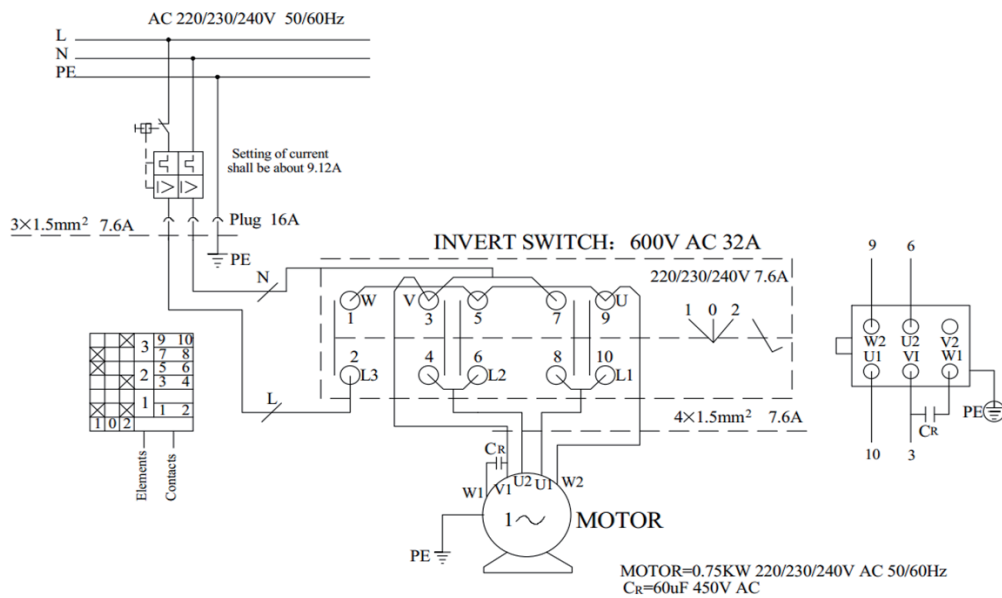 AC 220/230/240V 50/60Hz
L
N
PE
Setting of current
shall be about 9.12A
3×1.5mm² 7.6A
Plug 16A
PE
INVERT SWITCH: 600V AC 32A
N
220/230/240V 7.6A
W V U
1 3 5 7 9
1 0 2
2 4 6 8 10
L3 L2 L1
L
4×1.5mm² 7.6A
3 9 10
7 8
2 5 6
3 4
1
1 2
1 0 2
Elements
Contacts
CR
W1 V1 U2 U1 W2
1
MOTOR
PE
9 6
W2 U2 V2
U1 VI W1
PE
CR
10 3
MOTOR=0.75KW 220/230/240V AC 50/60Hz
CR=60uF 450V AC